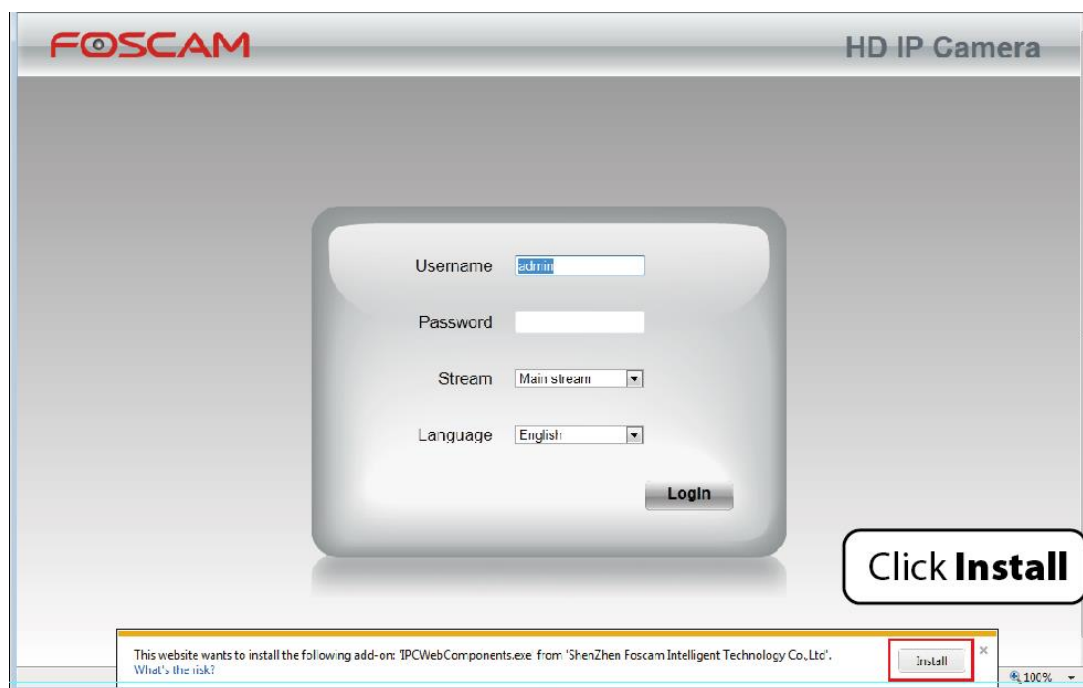 FOSCAM
HD IP Camera
Username admin
Password
Stream Main stream
Language English
Login
Click Install
This website wants to install the following add-on: 'IPCWebComponents.exe' from 'ShenZhen Foscam Intelligent Technology Co,.Ltd'.
What's the risk?
Install
100%